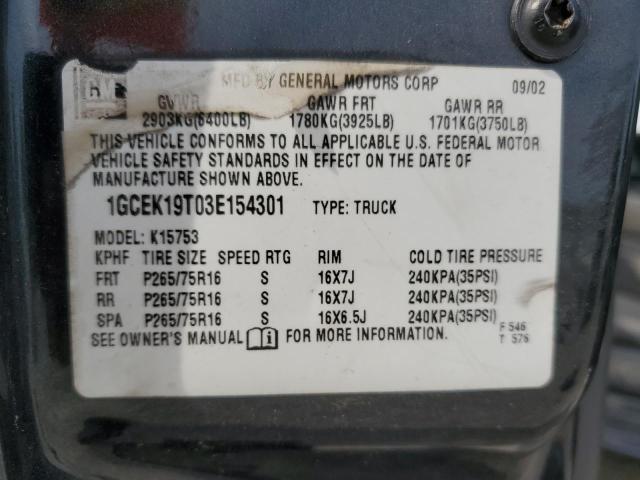 GM
MFD BY GENERAL MOTORS CORP 09/02
GVWR GAWR FRT GAWR RR
2903KG(6400LB) 1780KG(3925LB) 1701KG(3750LB)
THIS VEHICLE CONFORMS TO ALL APPLICABLE U.S. FEDERAL MOTOR
VEHICLE SAFETY STANDARDS IN EFFECT ON THE DATE OF
MANUFACTURE SHOWN ABOVE.
1GCEK19T03E154301 TYPE: TRUCK
MODEL: K15753
KPHF TIRE SIZE SPEED RTG RIM COLD TIRE PRESSURE
FRT P265/75R16 S 16X7J 240KPA(35PSI)
RR P265/75R16 S 16X7J 240KPA(35PSI)
SPA P265/75R16 S 16X6.5J 240KPA(35PSI)
SEE OWNER'S MANUAL i FOR MORE INFORMATION.
F 546
T 576